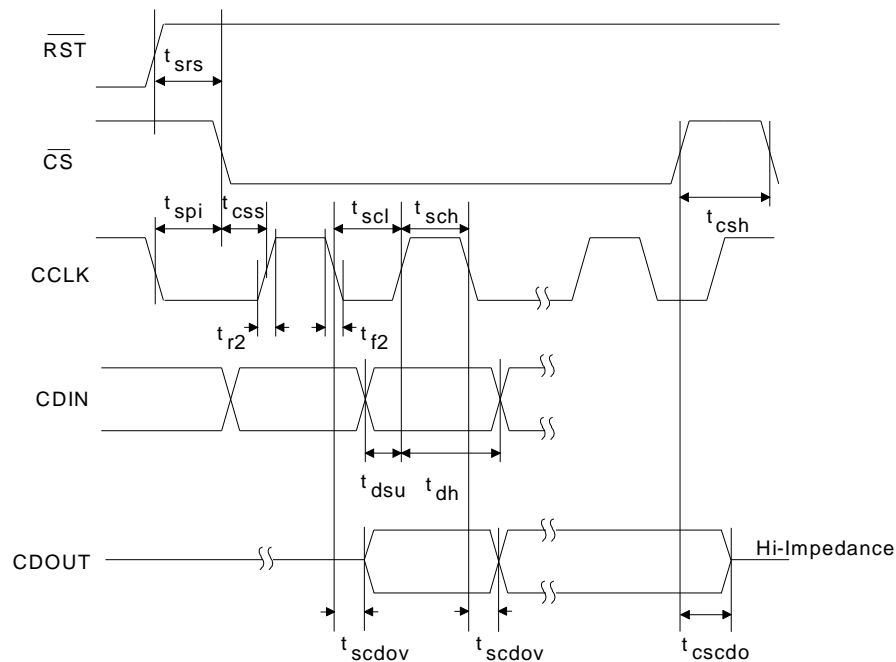 RST
t srs
CS
t spi
t css
t scl
t sch
t csh
CCLK
t r2
t f2
CDIN
t dsu
t dh
CDOUT
Hi-Impedance
t scdov
t scdov
t cscdo